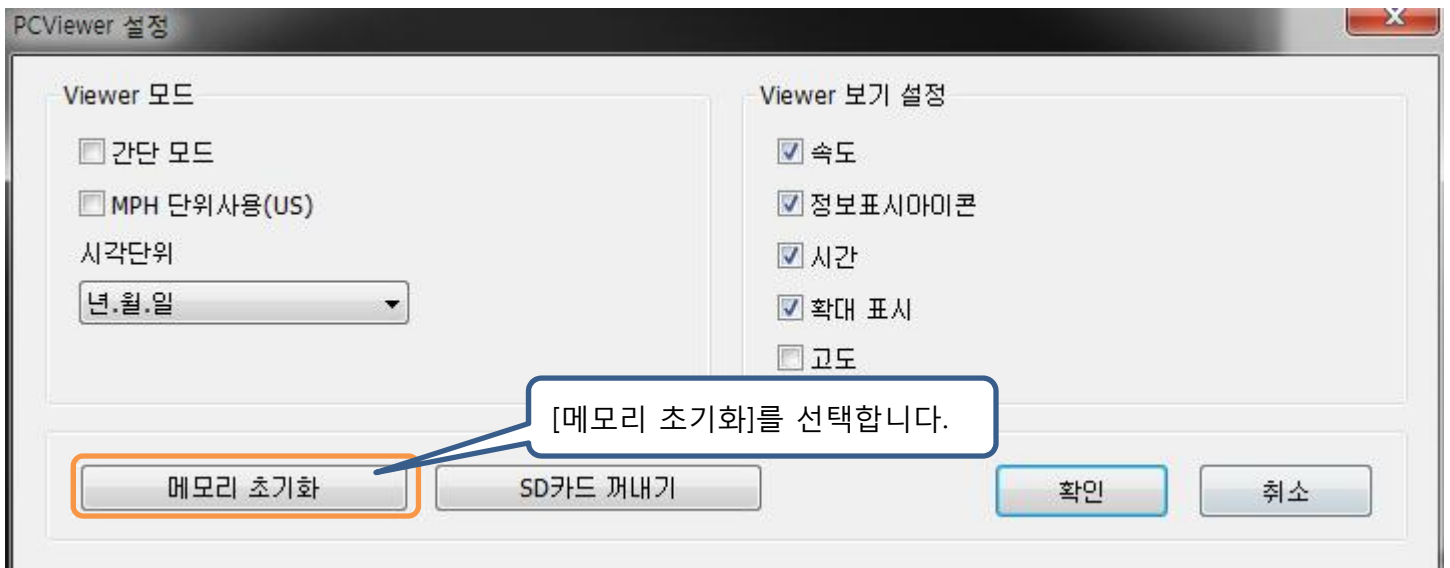 PCViewer 설정
X
Viewer 모드
간단 모드
MPH 단위사용(US)
시각단위
년.월.일
Viewer 보기 설정
속도
정보표시아이콘
시간
확대 표시
고도
[메모리 초기화]를 선택합니다.
메모리 초기화
SD카드 꺼내기
확인
취소